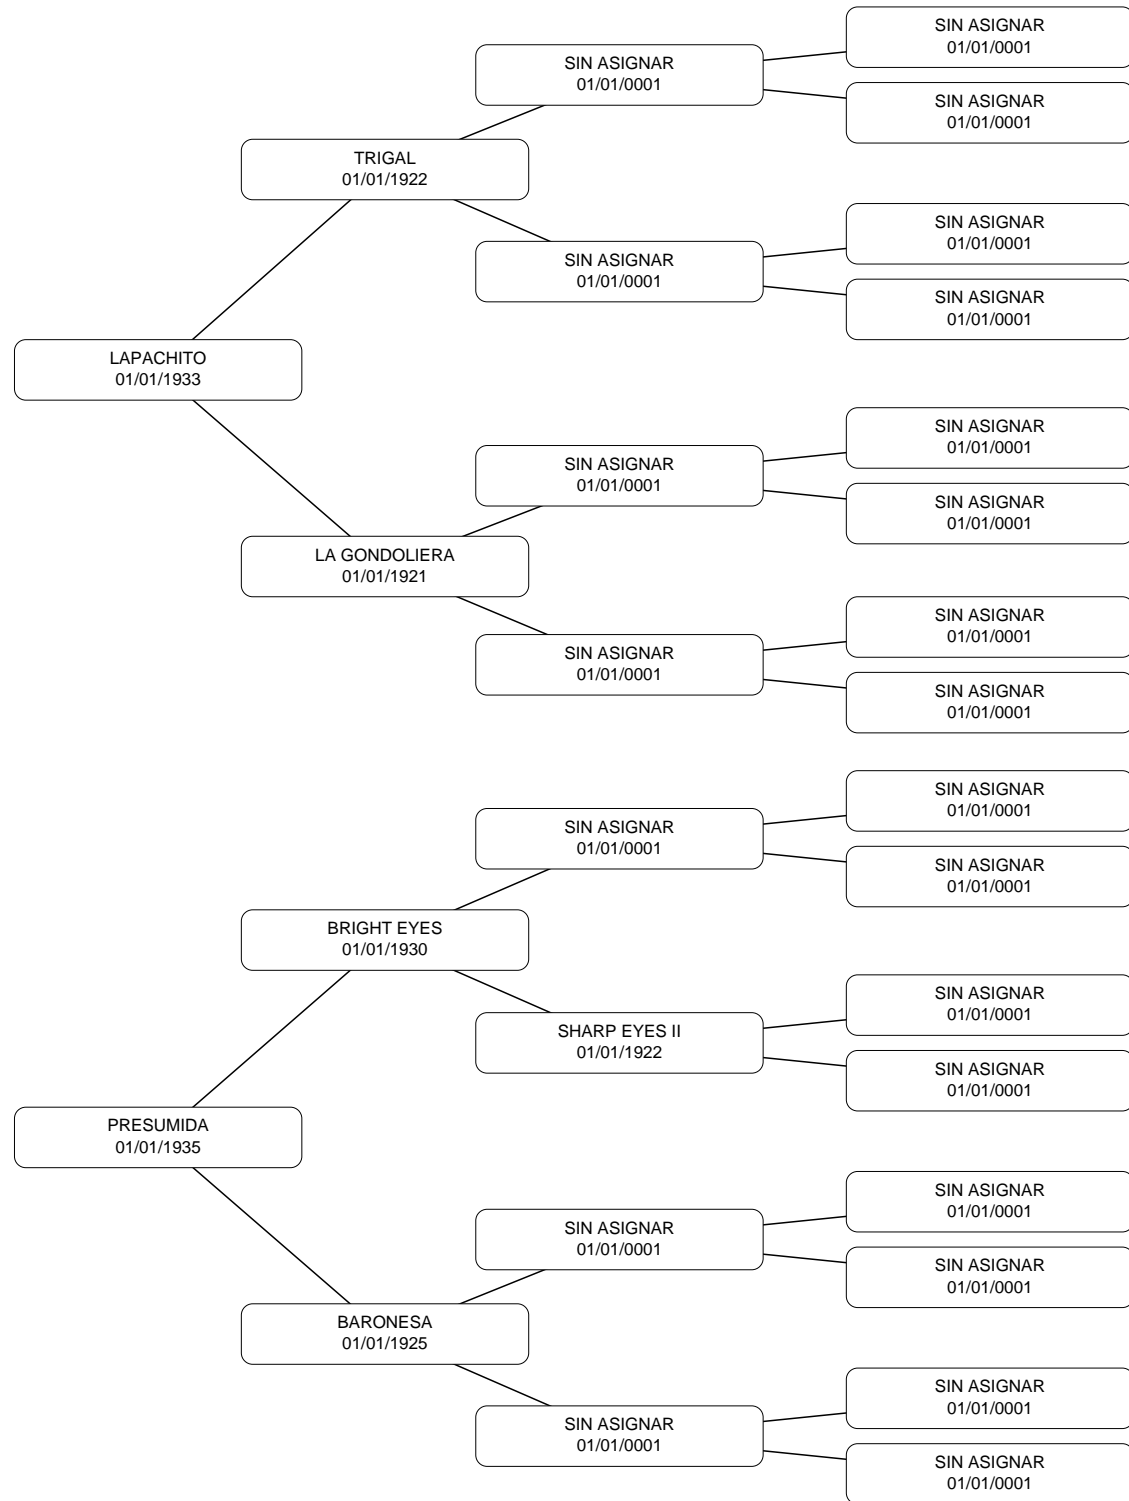 SIN ASIGNAR
01/01/0001
SIN ASIGNAR
01/01/0001
SIN ASIGNAR
01/01/0001
TRIGAL
01/01/1922
SIN ASIGNAR
01/01/0001
SIN ASIGNAR
01/01/0001
SIN ASIGNAR
01/01/0001
LAPACHITO
01/01/1933
SIN ASIGNAR
01/01/0001
SIN ASIGNAR
01/01/0001
SIN ASIGNAR
01/01/0001
LA GONDOLIERA
01/01/1921
SIN ASIGNAR
01/01/0001
SIN ASIGNAR
01/01/0001
SIN ASIGNAR
01/01/0001
SIN ASIGNAR
01/01/0001
SIN ASIGNAR
01/01/0001
SIN ASIGNAR
01/01/0001
BRIGHT EYES
01/01/1930
SIN ASIGNAR
01/01/0001
SHARP EYES II
01/01/1922
SIN ASIGNAR
01/01/0001
PRESUMIDA
01/01/1935
SIN ASIGNAR
01/01/0001
SIN ASIGNAR
01/01/0001
SIN ASIGNAR
01/01/0001
BARONESA
01/01/1925
SIN ASIGNAR
01/01/0001
SIN ASIGNAR
01/01/0001
SIN ASIGNAR
01/01/0001